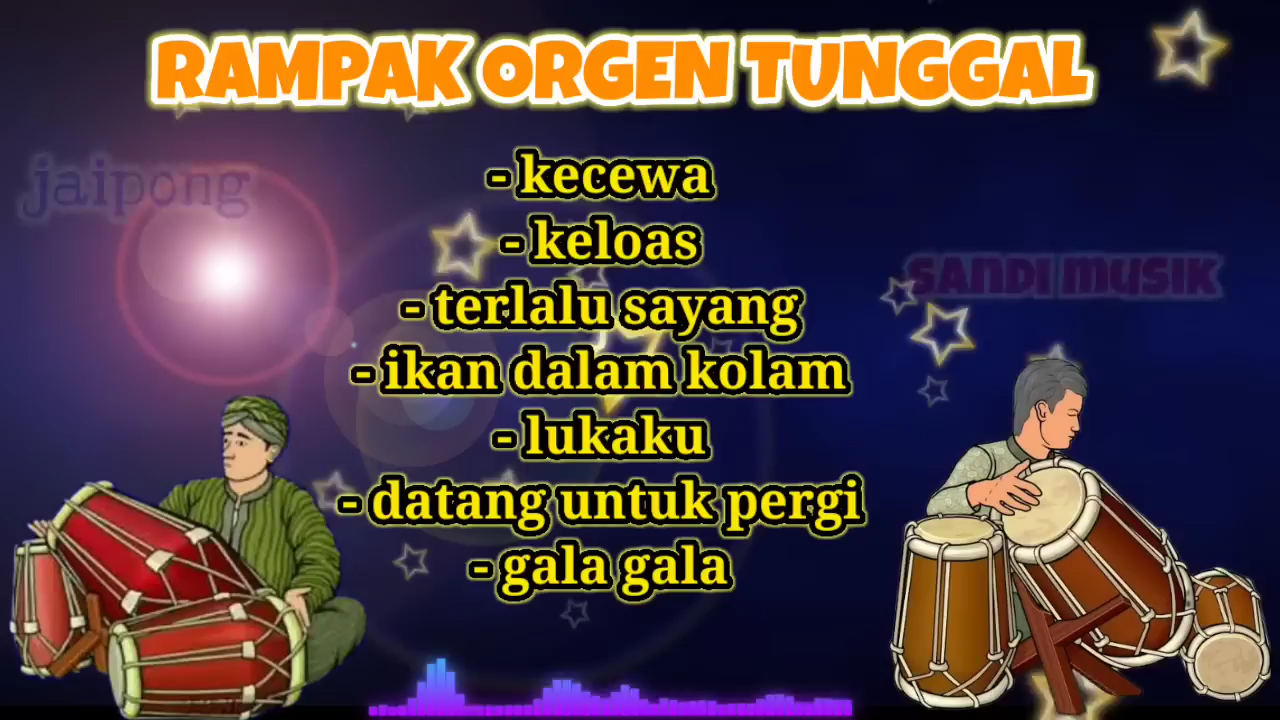 RAMPAK ORGEN TUNGGAL
jaipong
- kecewa
- keloas
- terlalu sayang
SANDI MUSIK
- ikan dalam kolam
- lukaku
- datang untuk pergi
- gala gala